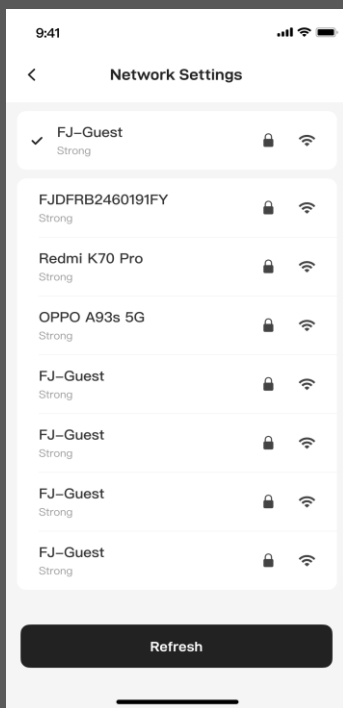 9:41
Network Settings
FJ-Guest
Strong
FJDFRB2460191FY
Strong
Redmi K70 Pro
Strong
OPPO A93s 5G
Strong
FJ-Guest
Strong
FJ-Guest
Strong
FJ-Guest
Strong
FJ-Guest
Strong
Refresh